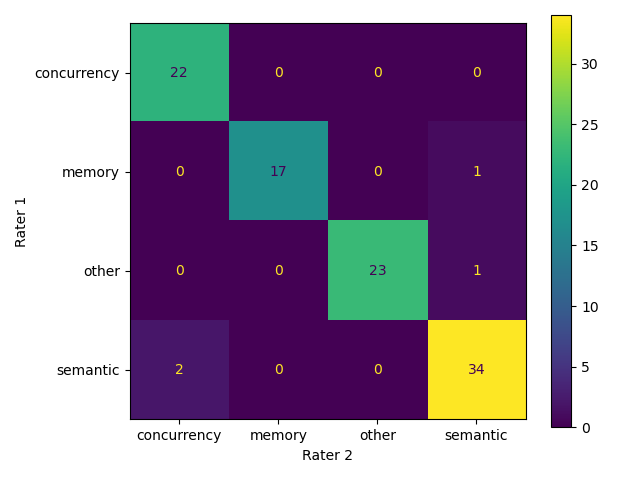 concurrency 22 0 0 0
memory 0 17 0 1
other 0 0 23 1
semantic 2 0 0 34
concurrency memory other semantic
Rater 2
Rater 1
30
25
20
15
10
5
0